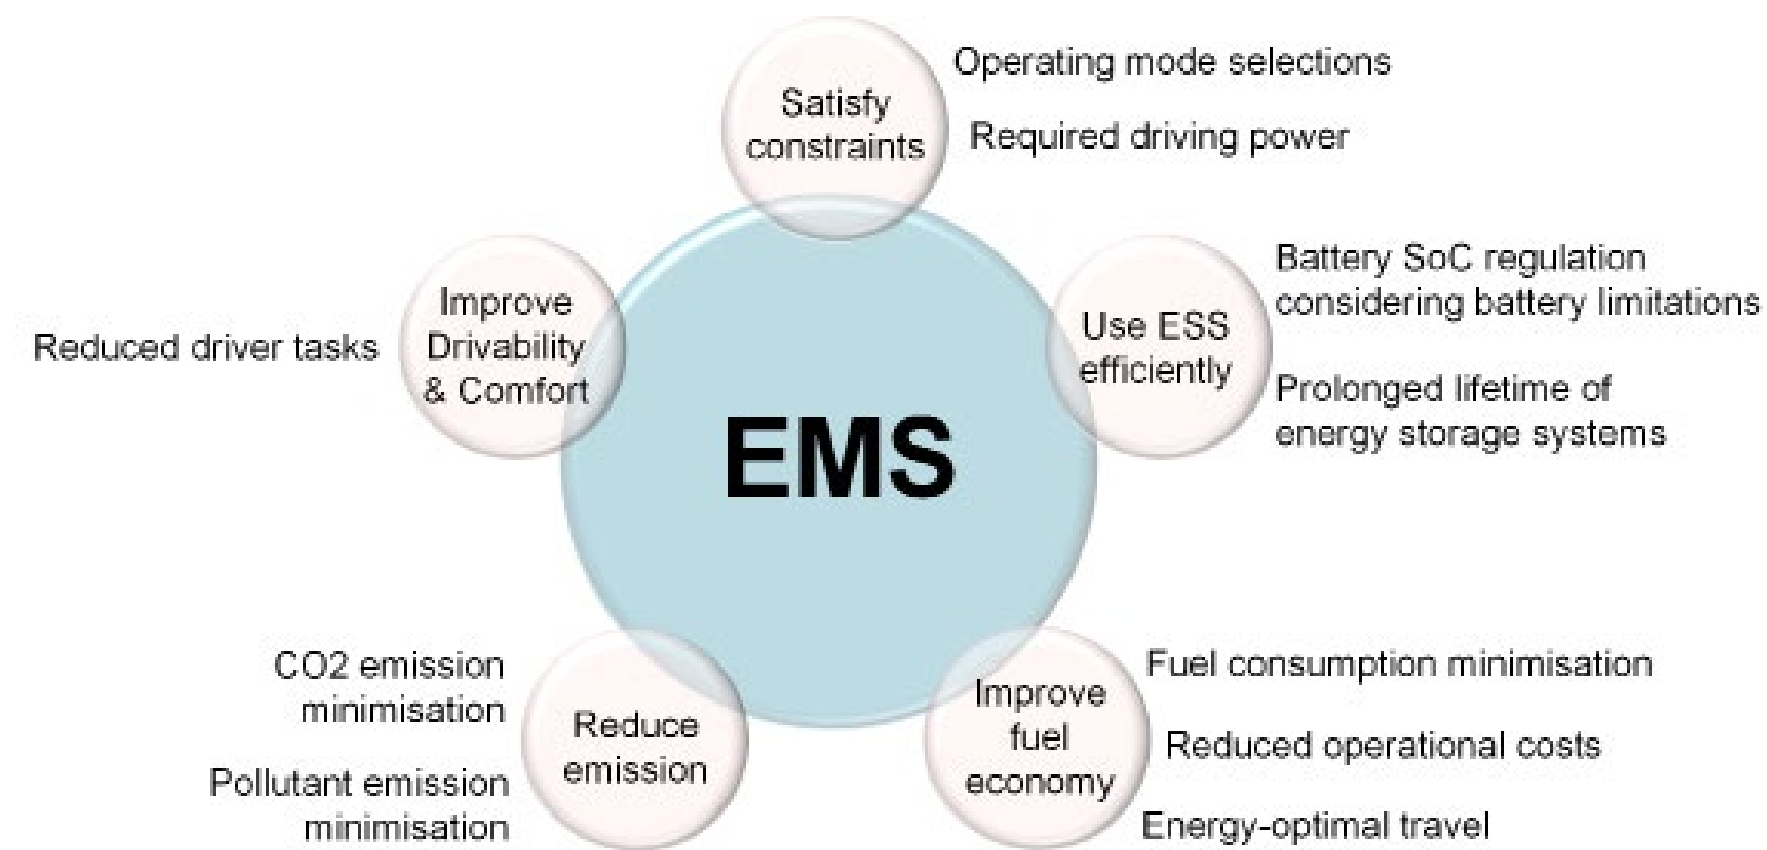 Satisfy
constraints
Operating mode selections
Required driving power
Use ESS
efficiently
Battery SoC regulation
considering battery limitations
Prolonged lifetime of
energy storage systems
Improve
Drivability
& Comfort
Reduced driver tasks
EMS
Reduce
emission
CO2 emission
minimisation
Pollutant emission
minimisation
Improve
fuel
economy
Fuel consumption minimisation
Reduced operational costs
Energy-optimal travel